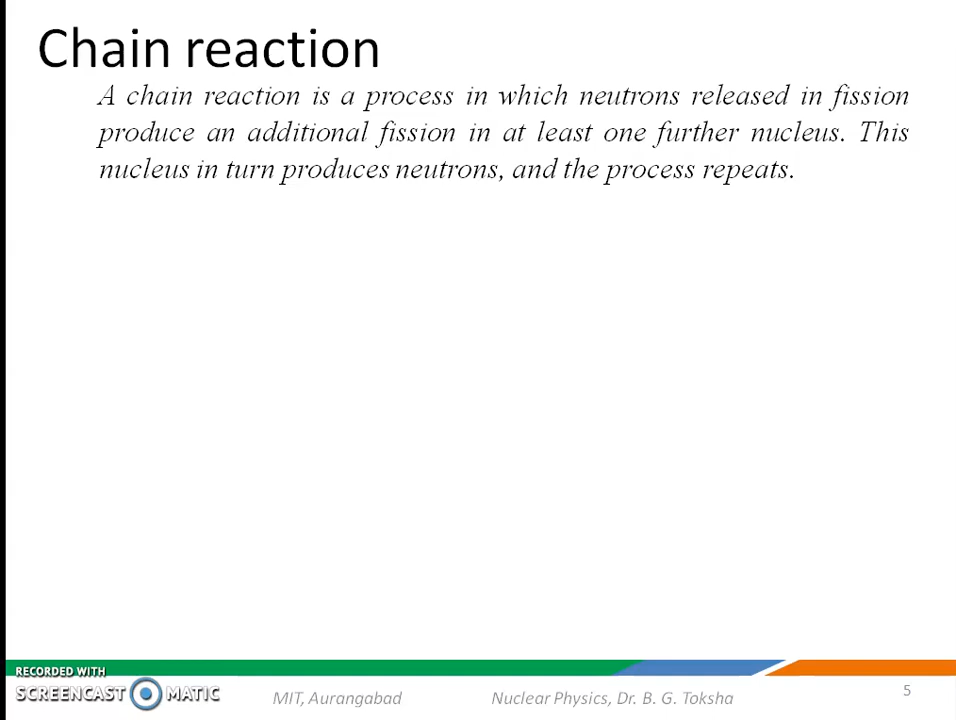 Chain reaction
A chain reaction is a process in which neutrons released in fission
produce an additional fission in at least one further nucleus. This
nucleus in turn produces neutrons, and the process repeats.
RECORDED WITH
SCREENCAST MATIC
MIT, Aurangabad Nuclear Physics, Dr. B. G. Toksha 5